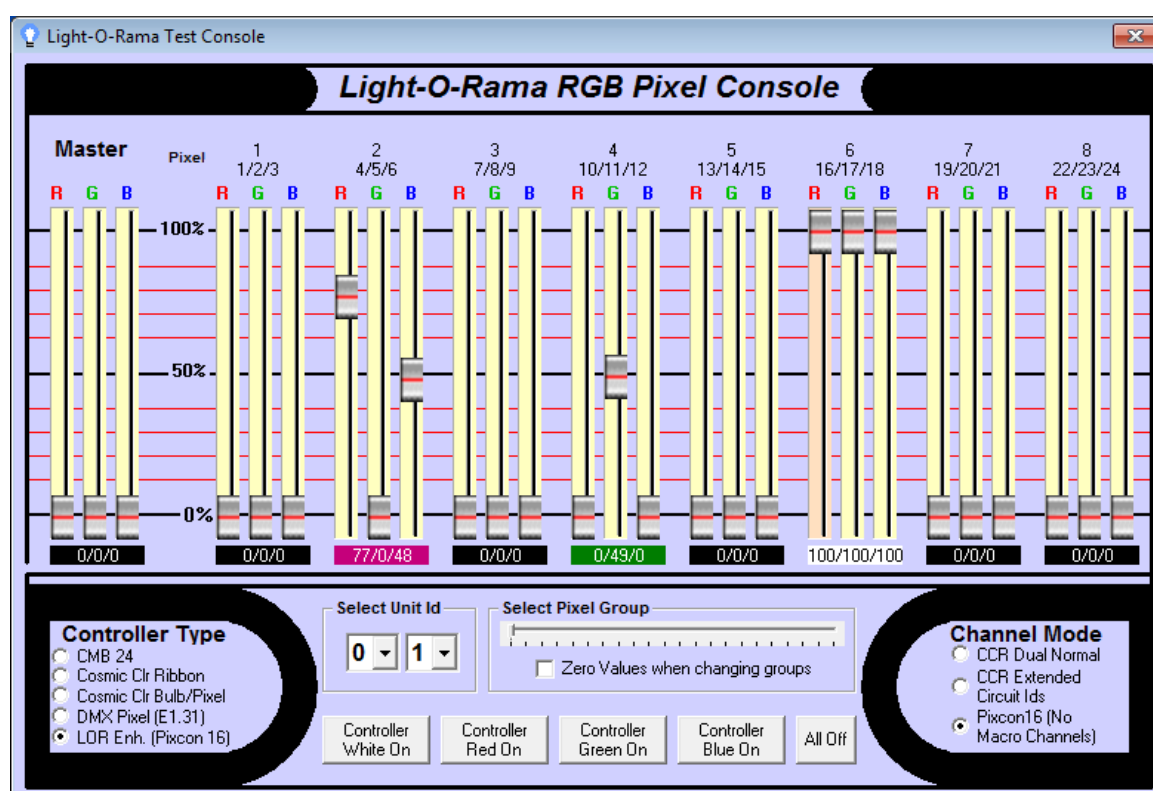 Light-O-Rama Test Console
Light-O-Rama RGB Pixel Console
Master Pixel 1 2 3 4 5 6 7 8
1/2/3 4/5/6 7/8/9 10/11/12 13/14/15 16/17/18 19/20/21 22/23/24
R G B R G B R G B R G B R G B R G B R G B R G B R G B
100%
50%
0%
0/0/0 0/0/0 77/0/48 0/0/0 0/49/0 0/0/0 100/100/100 0/0/0 0/0/0
Controller Type
CMB 24
Cosmic Clr Ribbon
Cosmic Clr Bulb/Pixel
DMX Pixel (E1.31)
LOR Enh. (Pixcon 16)
Select Unit Id
0 1
Select Pixel Group
Zero Values when changing groups
Controller
White On
Controller
Red On
Controller
Green On
Controller
Blue On
All Off
Channel Mode
CCR Dual Normal
CCR Extended
Circuit Ids
Pixcon16 (No
Macro Channels)